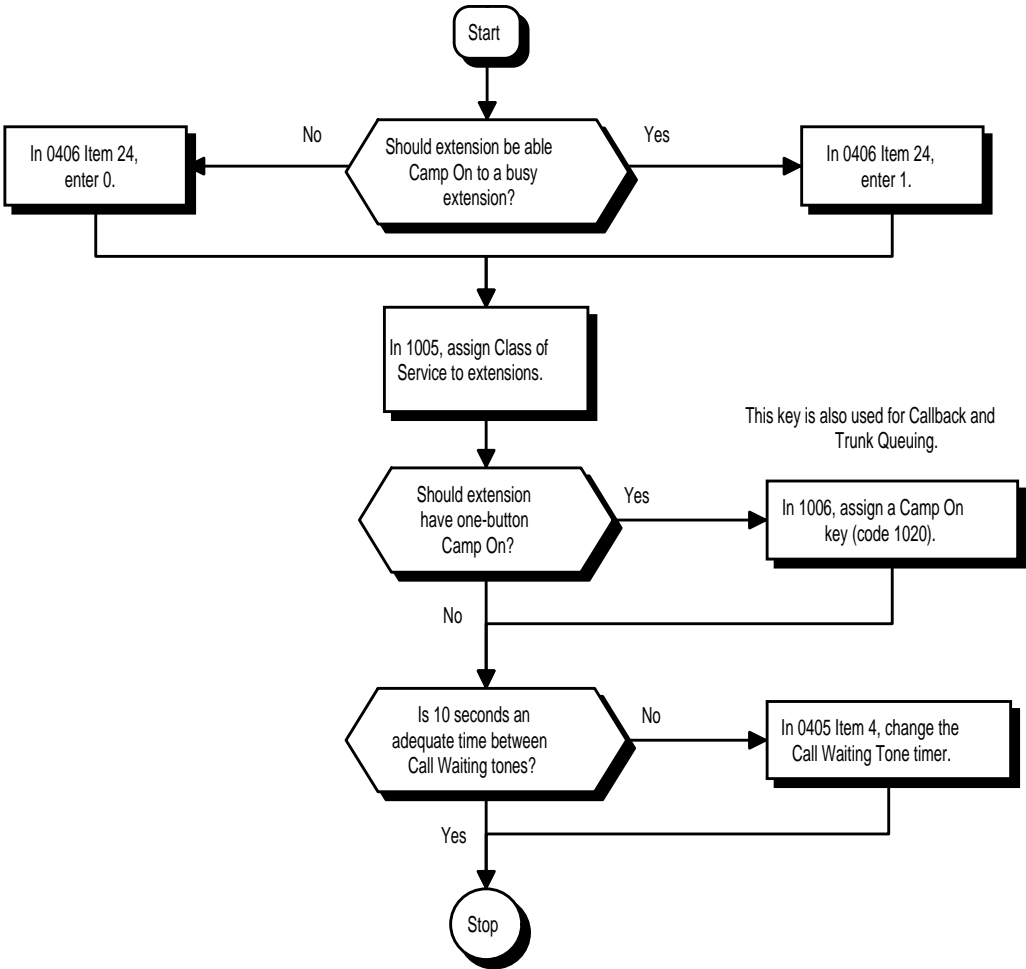 Start
No
Should extension be able
Camp On to a busy
extension?
Yes
In 0406 Item 24,
enter 0.
In 0406 Item 24,
enter 1.
In 1005, assign Class of
Service to extensions.
This key is also used for Callback and
Trunk Queuing.
Should extension
have one-button
Camp On?
Yes
In 1006, assign a Camp On
key (code 1020).
No
Is 10 seconds an
adequate time between
Call Waiting tones?
No
In 0405 Item 4, change the
Call Waiting Tone timer.
Yes
Stop